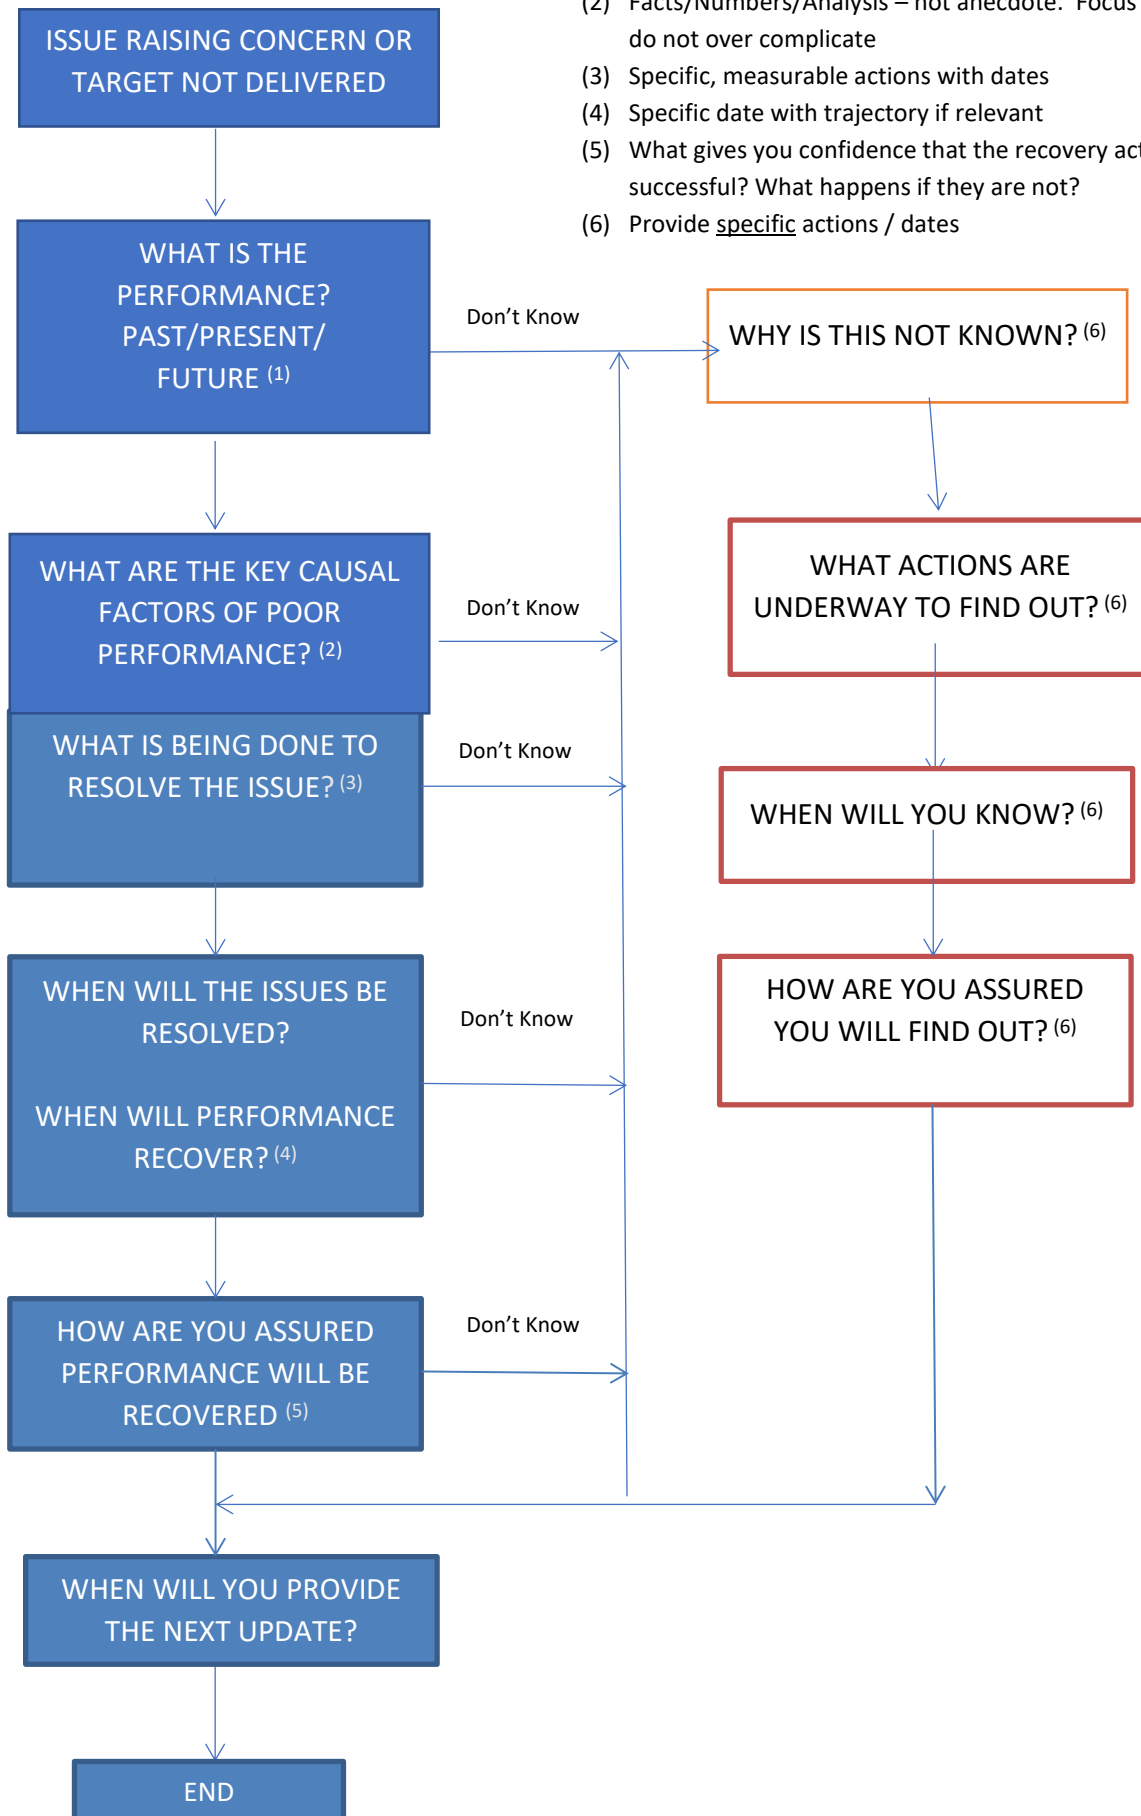 (2) Facts/Numbers/Analysis – not anecdote. Focus
do not over complicate
(3) Specific, measurable actions with dates
(4) Specific date with trajectory if relevant
(5) What gives you confidence that the recovery
successful? What happens if they are not?
(6) Provide specific actions / dates
ISSUE RAISING CONCERN OR
TARGET NOT DELIVERED
WHAT IS THE
PERFORMANCE?
PAST/PRESENT/
FUTURE (1)
Don’t Know
WHY IS THIS NOT KNOWN? (6)
WHAT ARE THE KEY CAUSAL
FACTORS OF POOR
PERFORMANCE? (2)
Don’t Know
WHAT ACTIONS ARE
UNDERWAY TO FIND OUT? (6)
WHAT IS BEING DONE TO
RESOLVE THE ISSUE? (3)
Don’t Know
WHEN WILL YOU KNOW? (6)
WHEN WILL THE ISSUES BE
RESOLVED?
WHEN WILL PERFORMANCE
RECOVER? (4)
Don’t Know
HOW ARE YOU ASSURED
YOU WILL FIND OUT? (6)
HOW ARE YOU ASSURED
PERFORMANCE WILL BE
RECOVERED (5)
Don’t Know
WHEN WILL YOU PROVIDE
THE NEXT UPDATE?
END